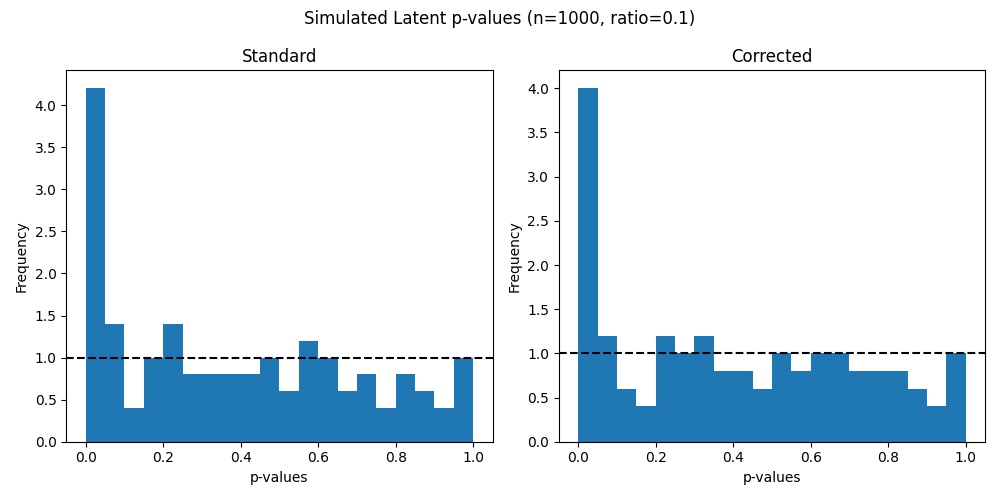 Simulated Latent p-values (n=1000, ratio=0.1)
Standard
Corrected
Frequency
4.0
3.5
3.0
2.5
2.0
1.5
1.0
0.5
0.0
0.0 0.2 0.4 0.6 0.8 1.0
p-values
Frequency
4.0
3.5
3.0
2.5
2.0
1.5
1.0
0.5
0.0
0.0 0.2 0.4 0.6 0.8 1.0
p-values